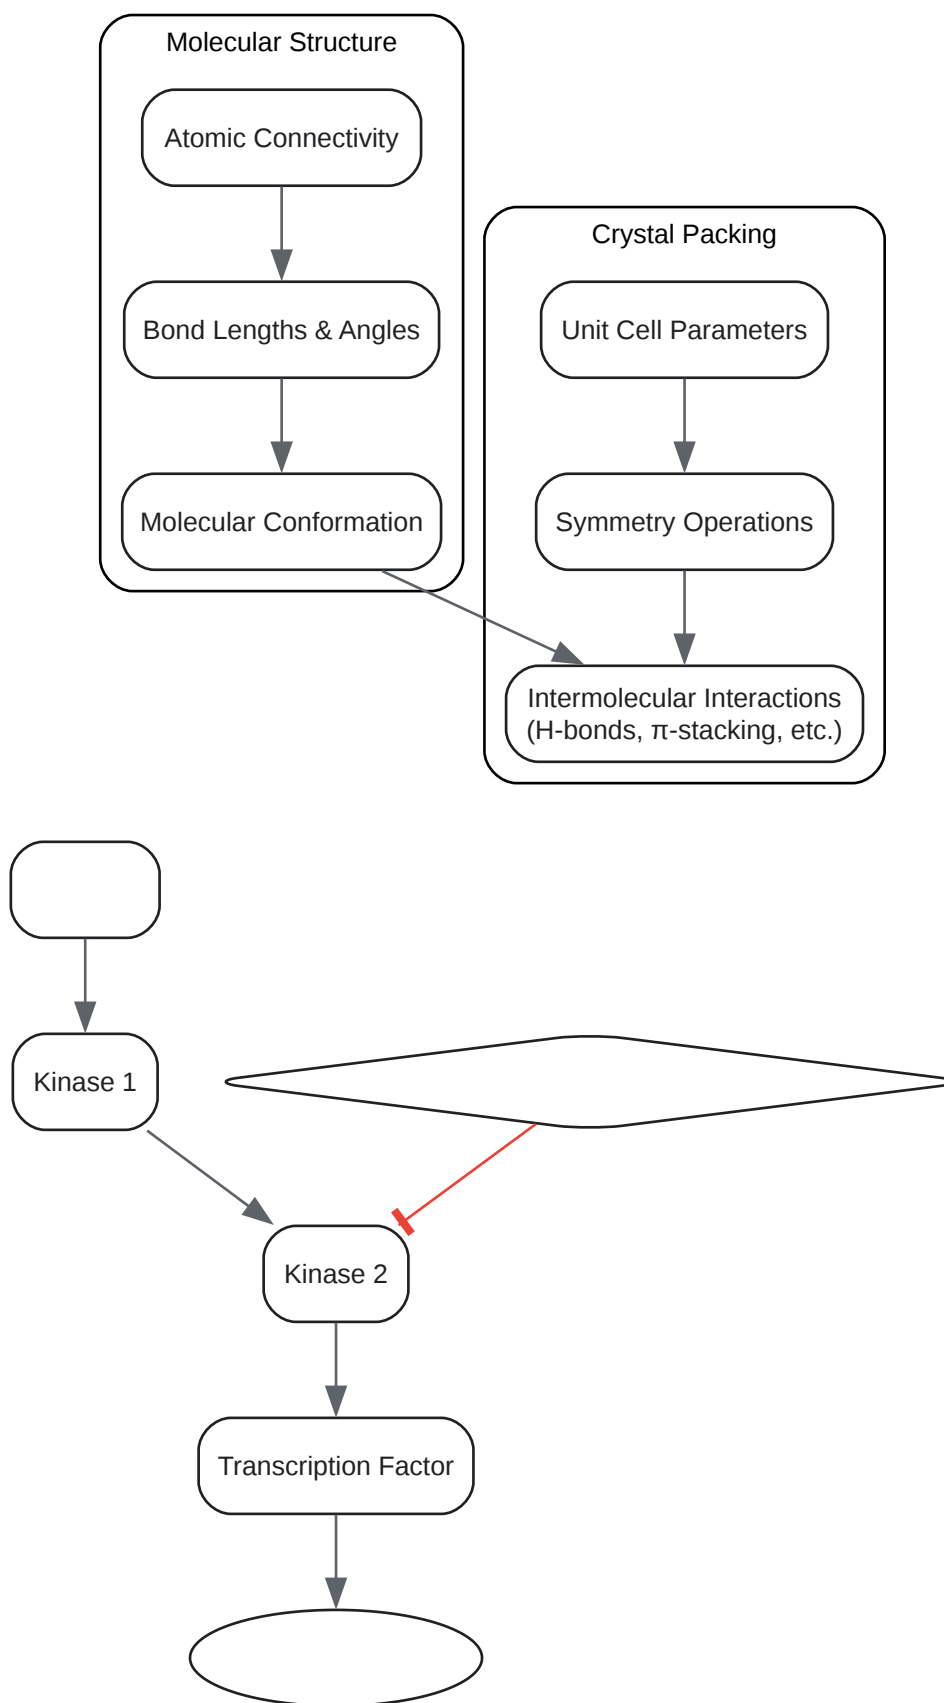 Molecular Structure
Atomic Connectivity
Bond Lengths & Angles
Molecular Conformation
Crystal Packing
Unit Cell Parameters
Symmetry Operations
Intermolecular Interactions
(H-bonds, π-stacking, etc.)
Kinase 1
Kinase 2
Transcription Factor